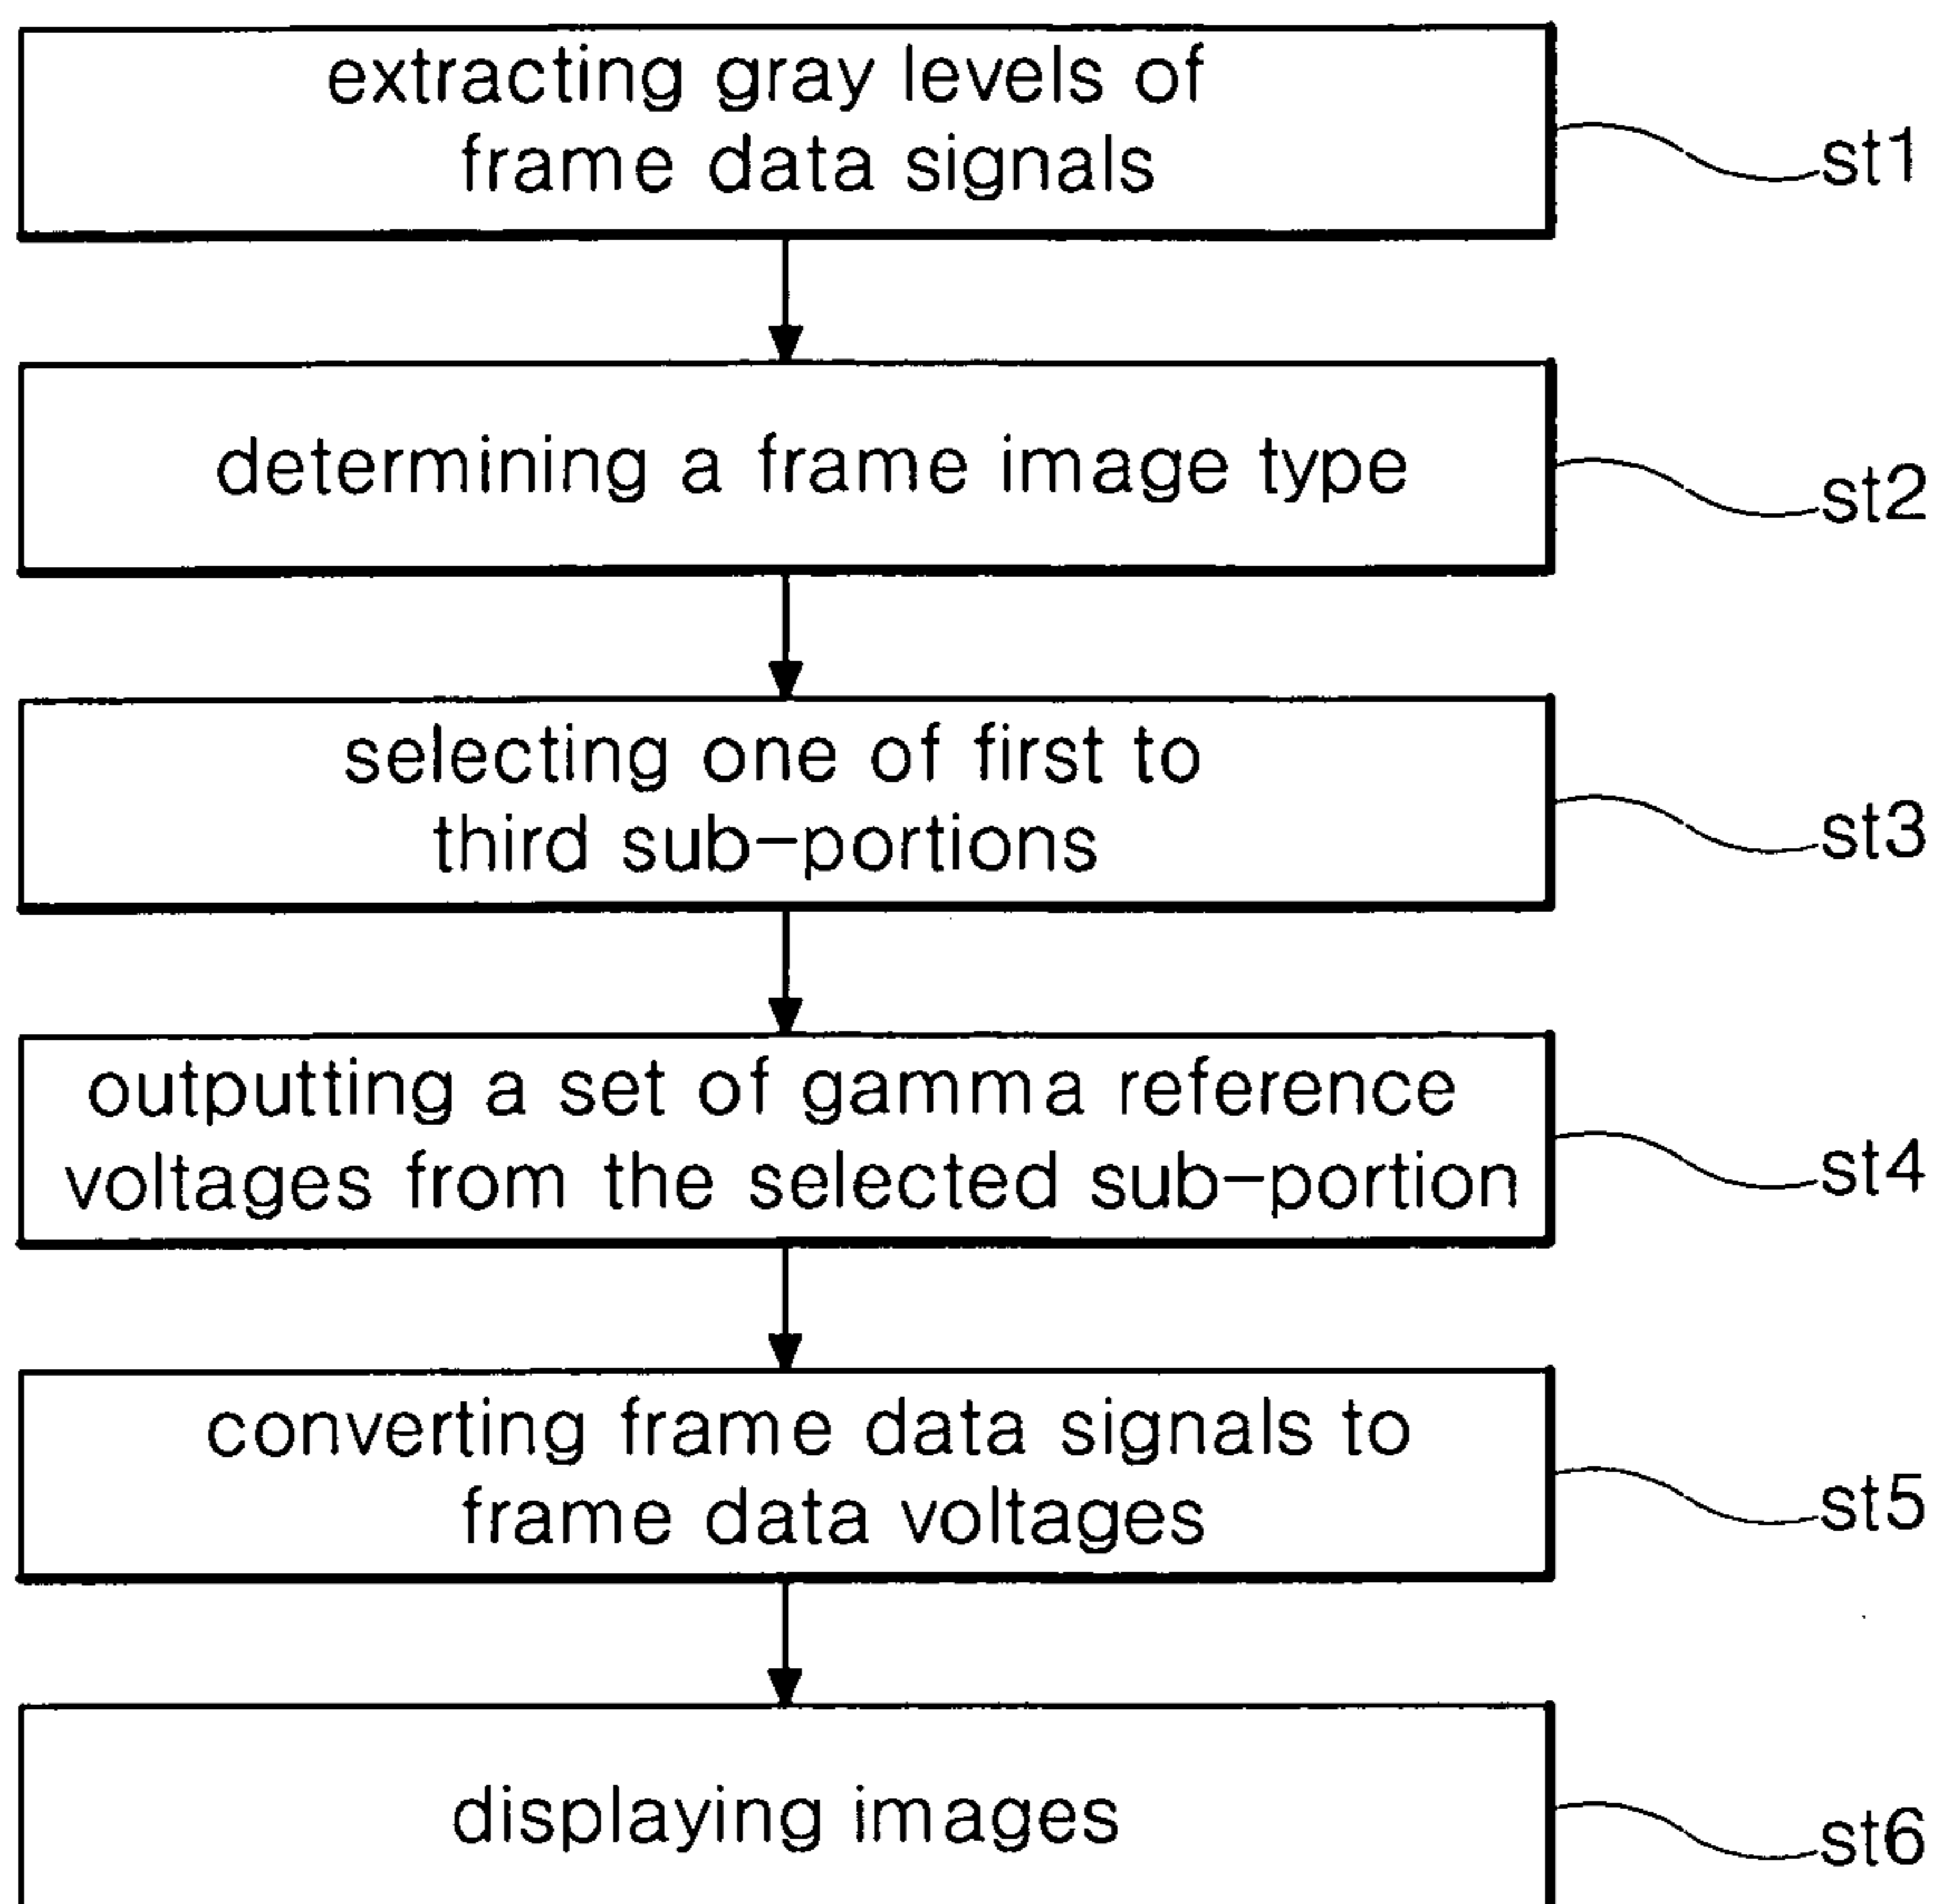 extracting gray levels of
frame data signals
st1
determining a frame image type
st2
selecting one of first to
third sub-portions
st3
outputting a set of gamma reference
voltages from the selected sub-portion
st4
converting frame data signals to
frame data voltages
st5
displaying images
st6